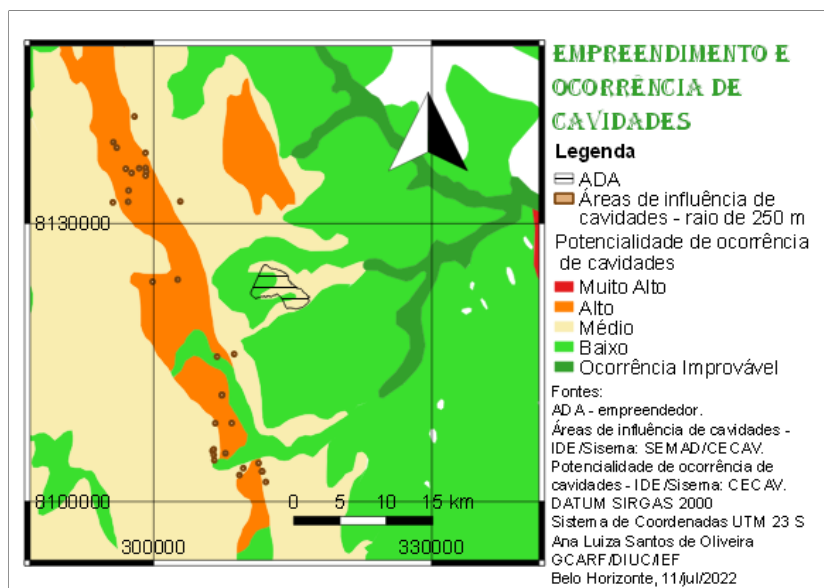 EMPREENDIMENTO E
OCORRÊNCIA DE
CAVIDADES
Legenda
ADA
Áreas de influência de
cavidades - raio de 250 m
Potencialidade de ocorrência
de cavidades
Muito Alto
Alto
Médio
Baixo
Ocorrência Improvável
Fontes:
ADA - empreendedor.
Áreas de influência de cavidades -
IDE/Sisema: SEMAD/CECAV.
Potencialidade de ocorrência de
cavidades - IDE/Sisema: CECAV.
DATUM SIRGAS 2000
Sistema de Coordenadas UTM 23 S
Ana Luiza Santos de Oliveira
GCARF/DIUC/IEF
Belo Horizonte, 11/jul/2022
8130000
8100000
0 5 10 15 km
300000 330000